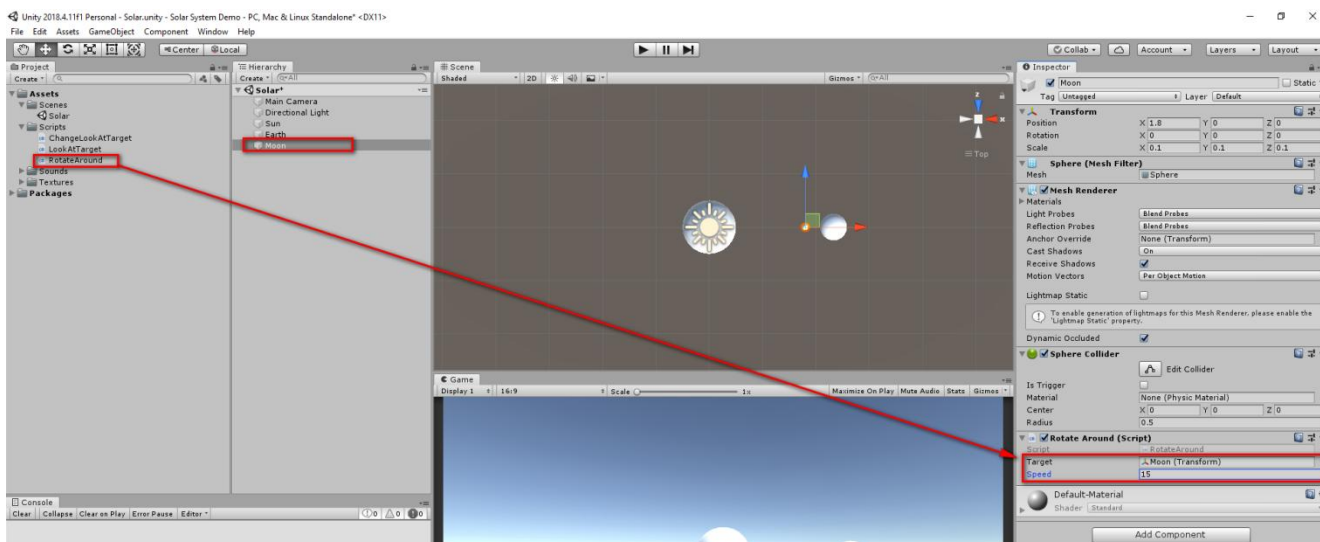 Unity 2018.4.11f1 Personal - Solar.unity - Solar System Demo - PC, Mac & Linux Standalone* <DX11>
File Edit Assets GameObject Component Window Help
Center Local Collab Account Layers Layout
Project
Create
Assets
Scenes
Solar
Scripts
ChangeLookAtTarget
LookAtTarget
RotateAround
Sounds
Textures
Packages
Hierarchy
Create All
Solar*
Main Camera
Directional Light
Sun
Earth
Moon
Scene
Shaded 2D Gizmos All
z
x
Top
Game
Display 1 16:9 Scale 1x Maximize On Play Mute Audio Stats Gizmos
Console
Clear Collapse Clear on Play Error Pause Editor 0 0 0
Inspector
Moon Static
Tag Untagged Layer Default
Transform
Position X 1.8 Y 0 Z 0
Rotation X 0 Y 0 Z 0
Scale X 0.1 Y 0.1 Z 0.1
Sphere (Mesh Filter)
Mesh Sphere
Mesh Renderer
Materials
Light Probes Blend Probes
Reflection Probes Blend Probes
Anchor Override None (Transform)
Cast Shadows On
Receive Shadows
Motion Vectors Per Object Motion
Lightmap Static
To enable generation of lightmaps for this Mesh Renderer, please enable the
'Lightmap Static' property.
Dynamic Occluded
Sphere Collider
Edit Collider
Is Trigger
Material None (Physic Material)
Center X 0 Y 0 Z 0
Radius 0.5
Rotate Around (Script)
Script RotateAround
Target Moon (Transform)
Speed 15
Default-Material
Shader Standard
Add Component